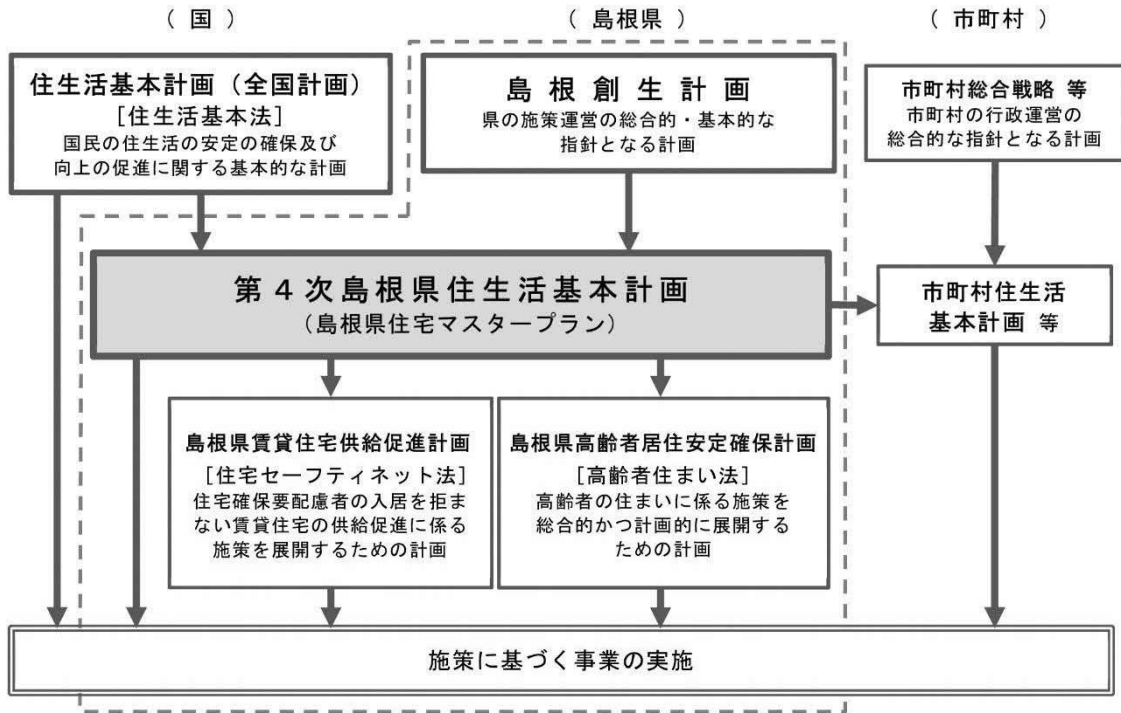 （国）
（島根県）
（市町村）
住生活基本計画（全国計画）
［住生活基本法］
国民の住生活の安定の確保及び
向上の促進に関する基本的な計画
島根創生計画
県の施策運営の総合的・基本的な
指針となる計画
市町村総合戦略 等
市町村の行政運営の
総合的な指針となる計画
第４次島根県住生活基本計画
（島根県住宅マスタープラン）
市町村住生活
基本計画 等
島根県賃貸住宅供給促進計画
［住宅セーフティネット法］
住宅確保要配慮者の入居を拒ま
ない賃貸住宅の供給促進に係る
施策を展開するための計画
島根県高齢者居住安定確保計画
［高齢者住まい法］
高齢者の住まいに係る施策を
総合的かつ計画的に展開する
ための計画
施策に基づく事業の実施